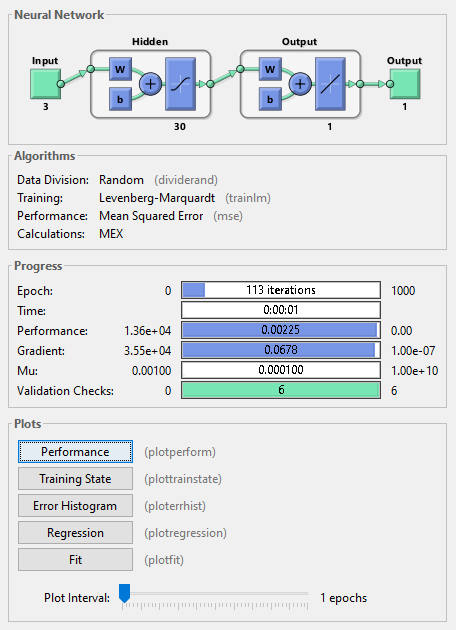 Neural Network
Hidden Output
Input Output
W W
b b
3 1
30 1
Algorithms
Data Division: Random (dividerand)
Training: Levenberg-Marquardt (trainlm)
Performance: Mean Squared Error (mse)
Calculations: MEX
Progress
Epoch: 0 113 iterations 1000
Time: 0:00:01
Performance: 1.36e+04 0.00225 0.00
Gradient: 3.55e+04 0.0678 1.00e-07
Mu: 0.00100 0.000100 1.00e+10
Validation Checks: 0 6 6
Plots
Performance (plotperform)
Training State (plottrainstate)
Error Histogram (ploterrhist)
Regression (plotregression)
Fit (plotfit)
Plot Interval: 1 epochs